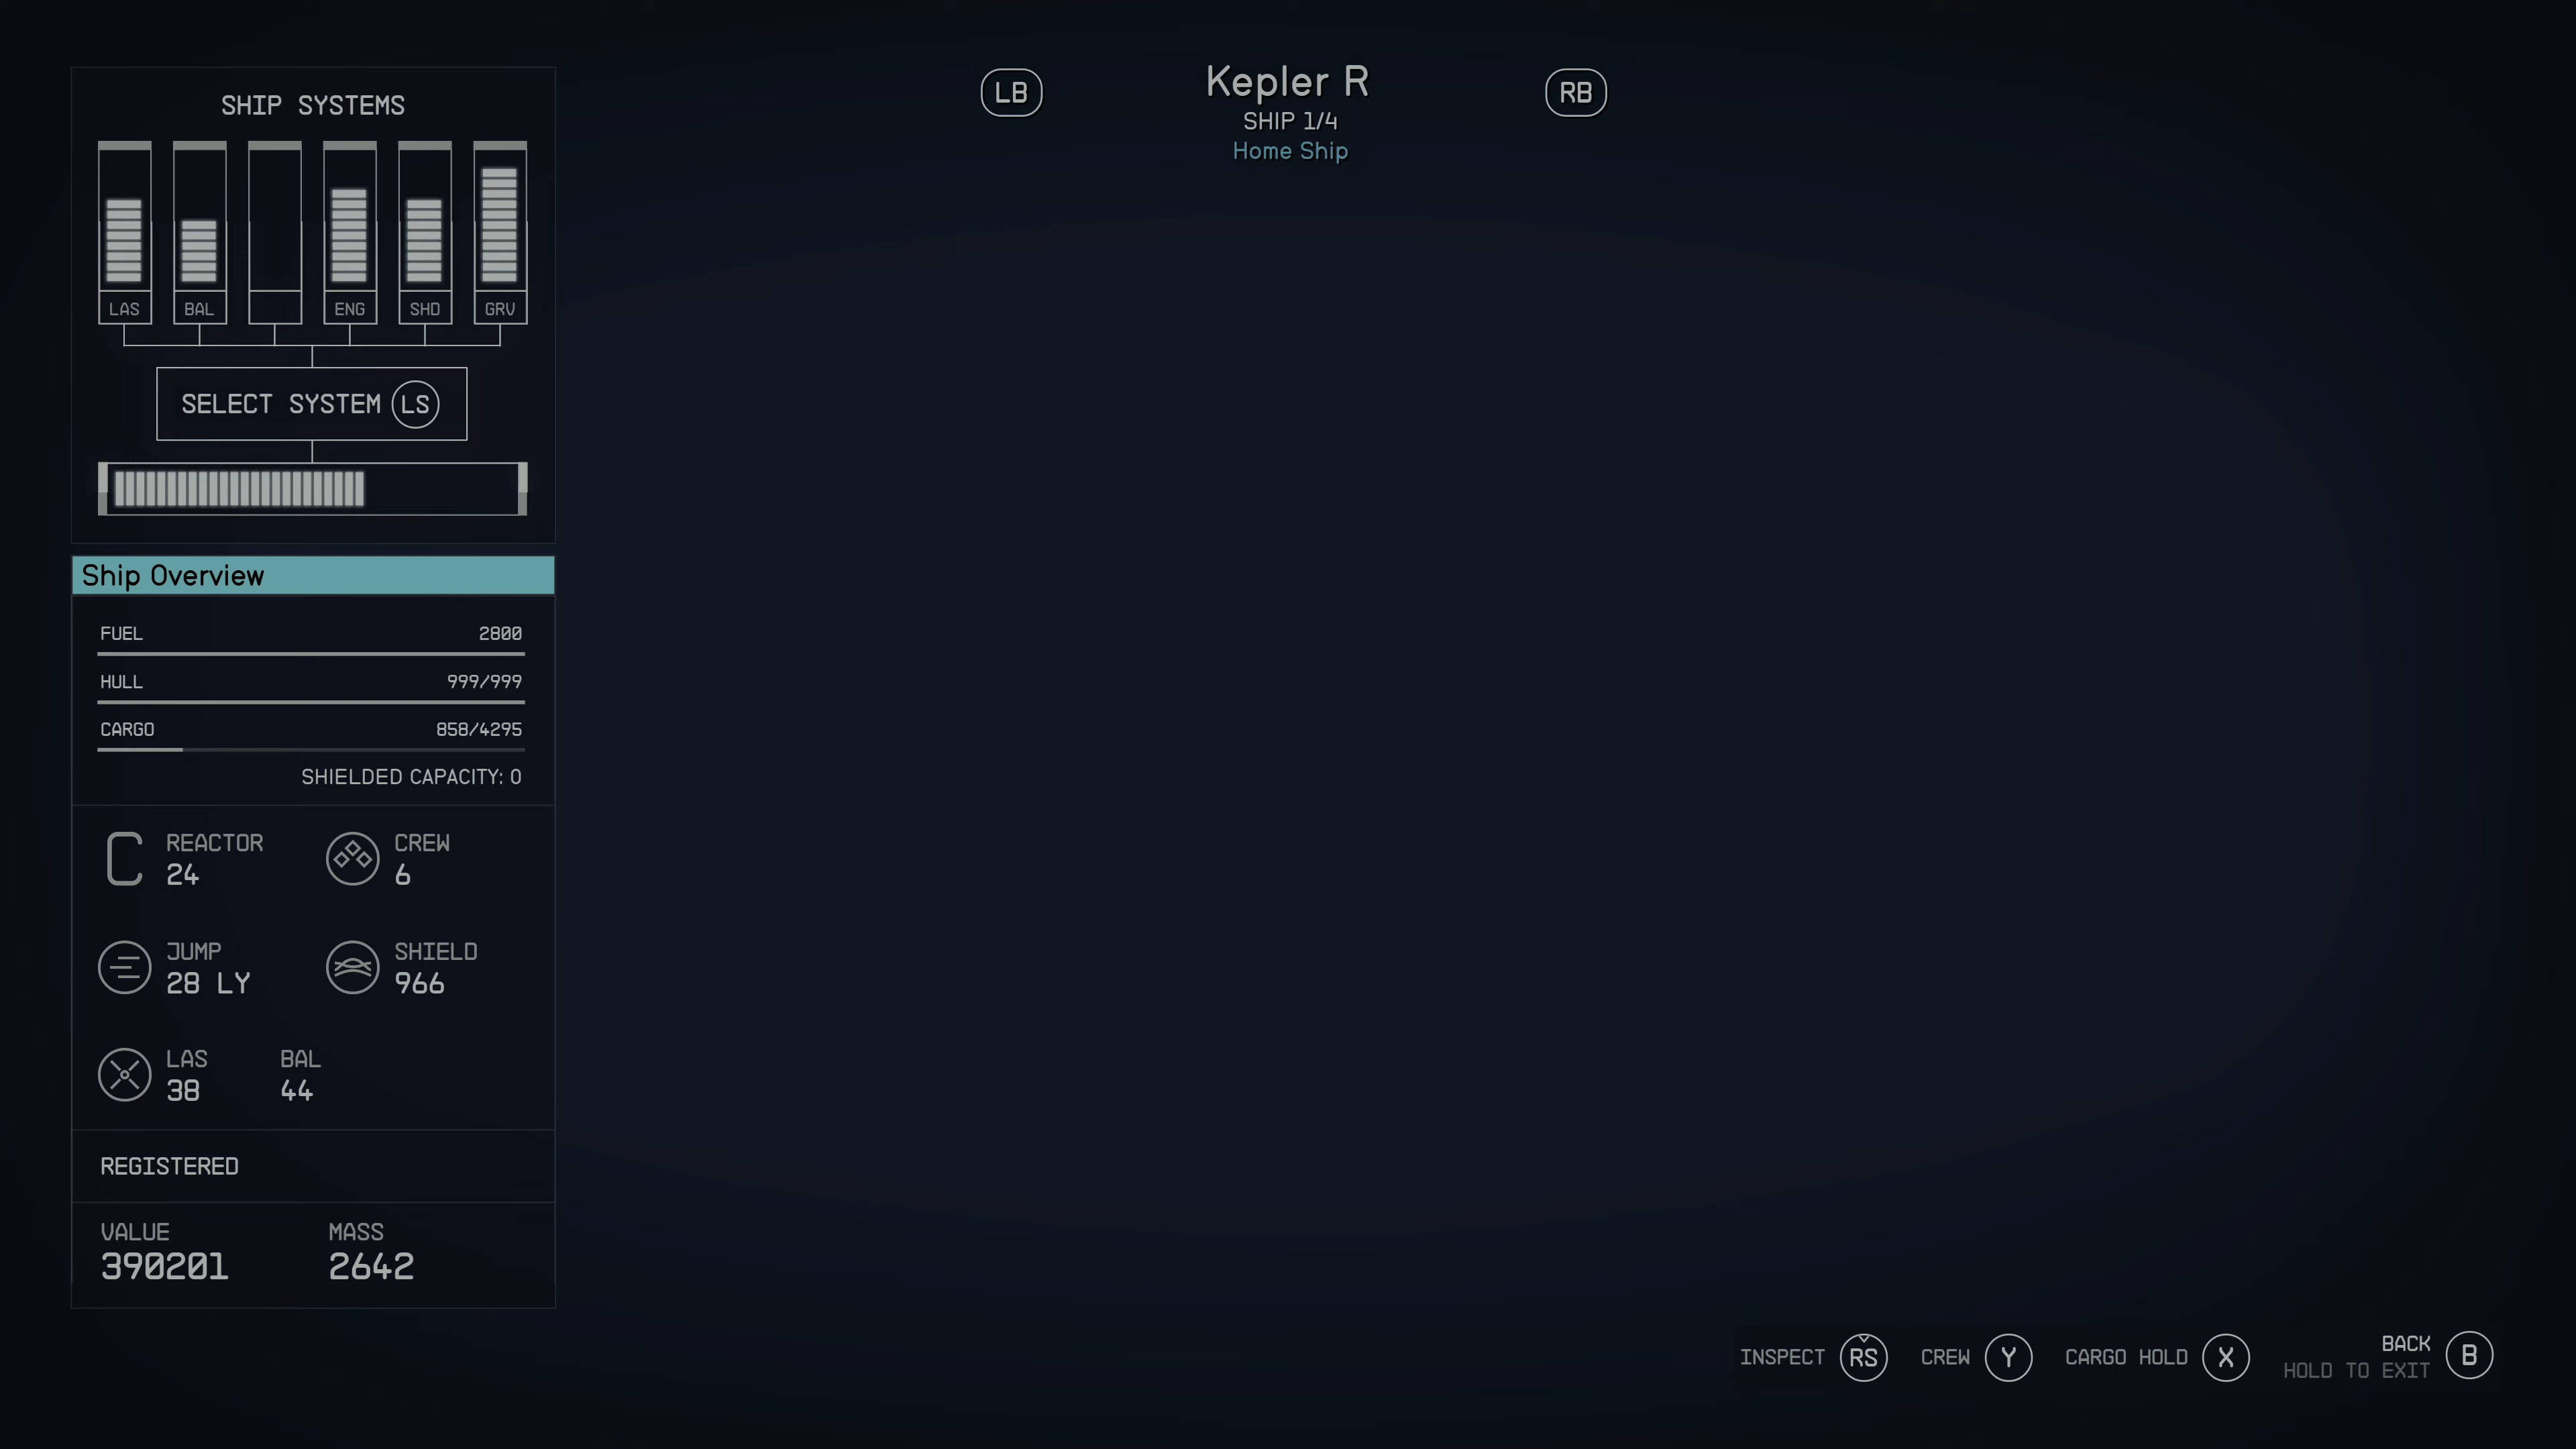 SHIP SYSTEMS
LAS BAL ENG SHD GRV
SELECT SYSTEM LS
LB
Kepler R
RB
SHIP 1/4
Home Ship
Ship Overview
FUEL 2800
HULL 999/999
CARGO 858/4295
SHIELDED CAPACITY: 0
C REACTOR CREW
24 6
JUMP SHIELD
28 LY 966
LAS BAL
38 44
REGISTERED
VALUE MASS
390201 2642
INSPECT RS CREW Y CARGO HOLD X BACK B
HOLD TO EXIT